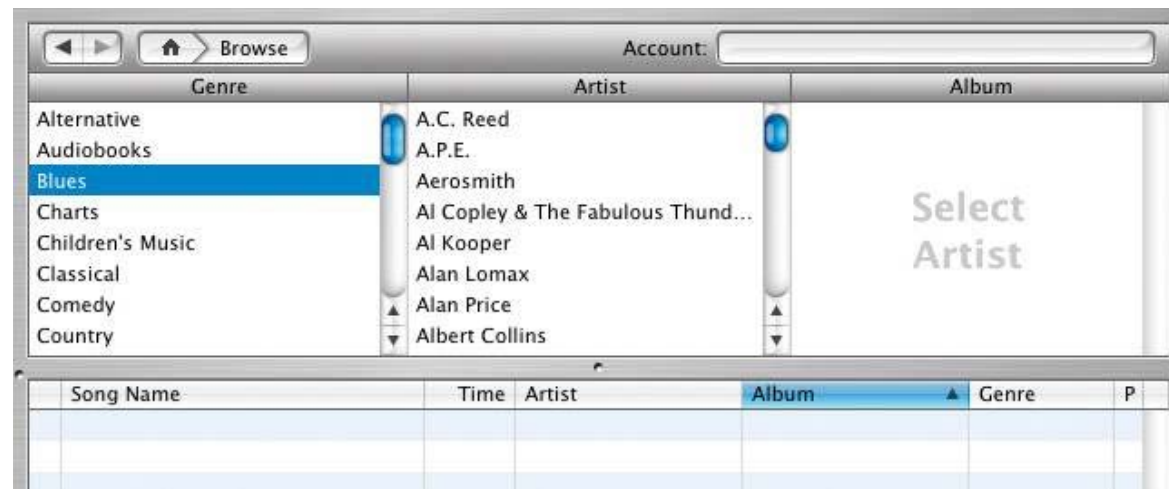 Browse
Account:
Genre
Artist
Album
Alternative
Audiobooks
Blues
Charts
Children's Music
Classical
Comedy
Country
A.C. Reed
A.P.E.
Aerosmith
Al Copley & The Fabulous Thund...
Al Kooper
Alan Lomax
Alan Price
Albert Collins
Select
Artist
Song Name
Time
Artist
Album
Genre
P